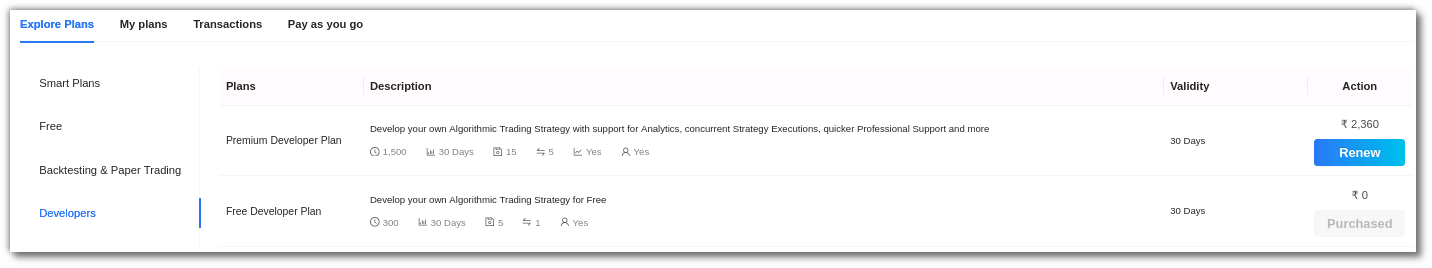 Explore Plans My plans Transactions Pay as you go
Smart Plans
Free
Backtesting & Paper Trading
Developers
Plans Description Validity Action
Premium Developer Plan
Develop your own Algorithmic Trading Strategy with support for Analytics, concurrent Strategy Executions, quicker Professional Support and more
1,500 30 Days 15 5 Yes Yes
30 Days
₹ 2,360
Renew
Free Developer Plan
Develop your own Algorithmic Trading Strategy for Free
300 30 Days 5 1 Yes
30 Days
₹ 0
Purchased